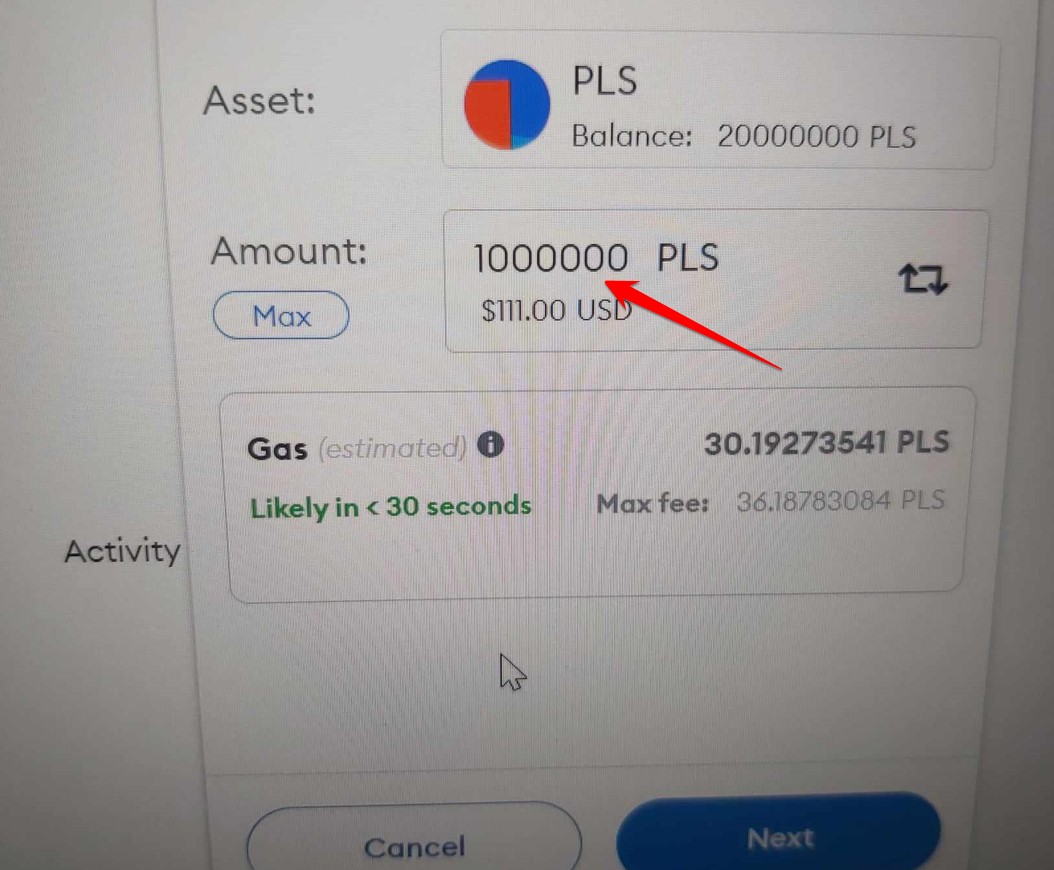 Asset:
PLS
Balance: 20000000 PLS
Amount:
Max
1000000 PLS
$111.00 USD
Gas (estimated) i
30.19273541 PLS
Likely in < 30 seconds
Max fee: 36.18783084 PLS
Activity
Cancel
Next